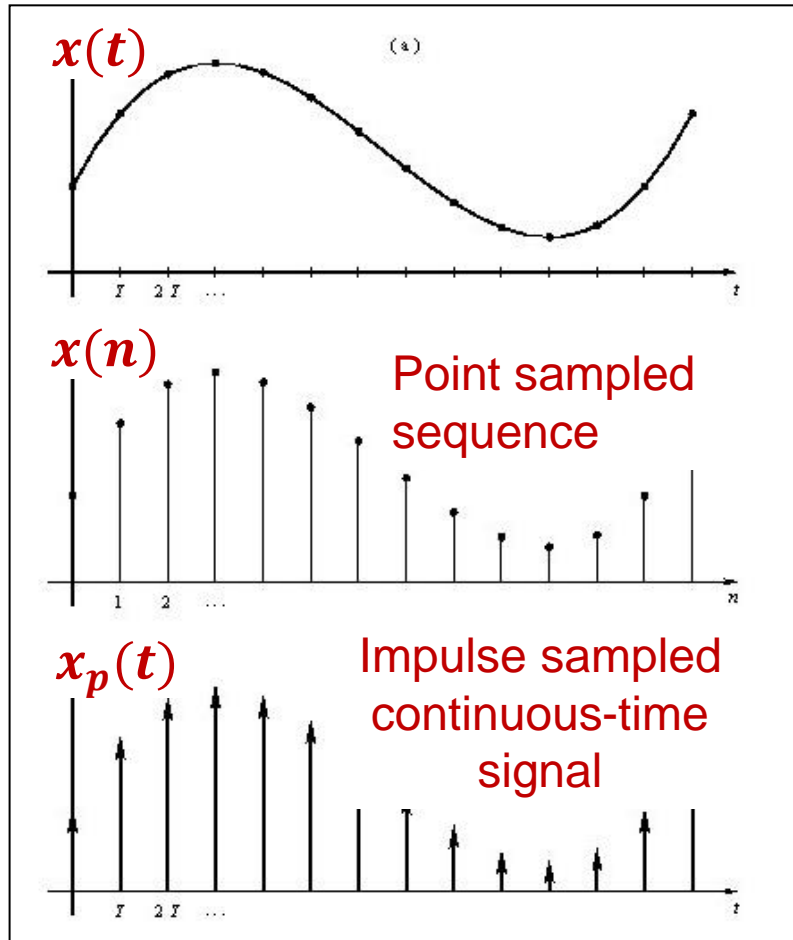 x(t)
(a)
T 2T ... t
x(n)
Point sampled
sequence
1 2 ... n
x_p(t)
Impulse sampled
continuous-time
signal
T 2T ... t